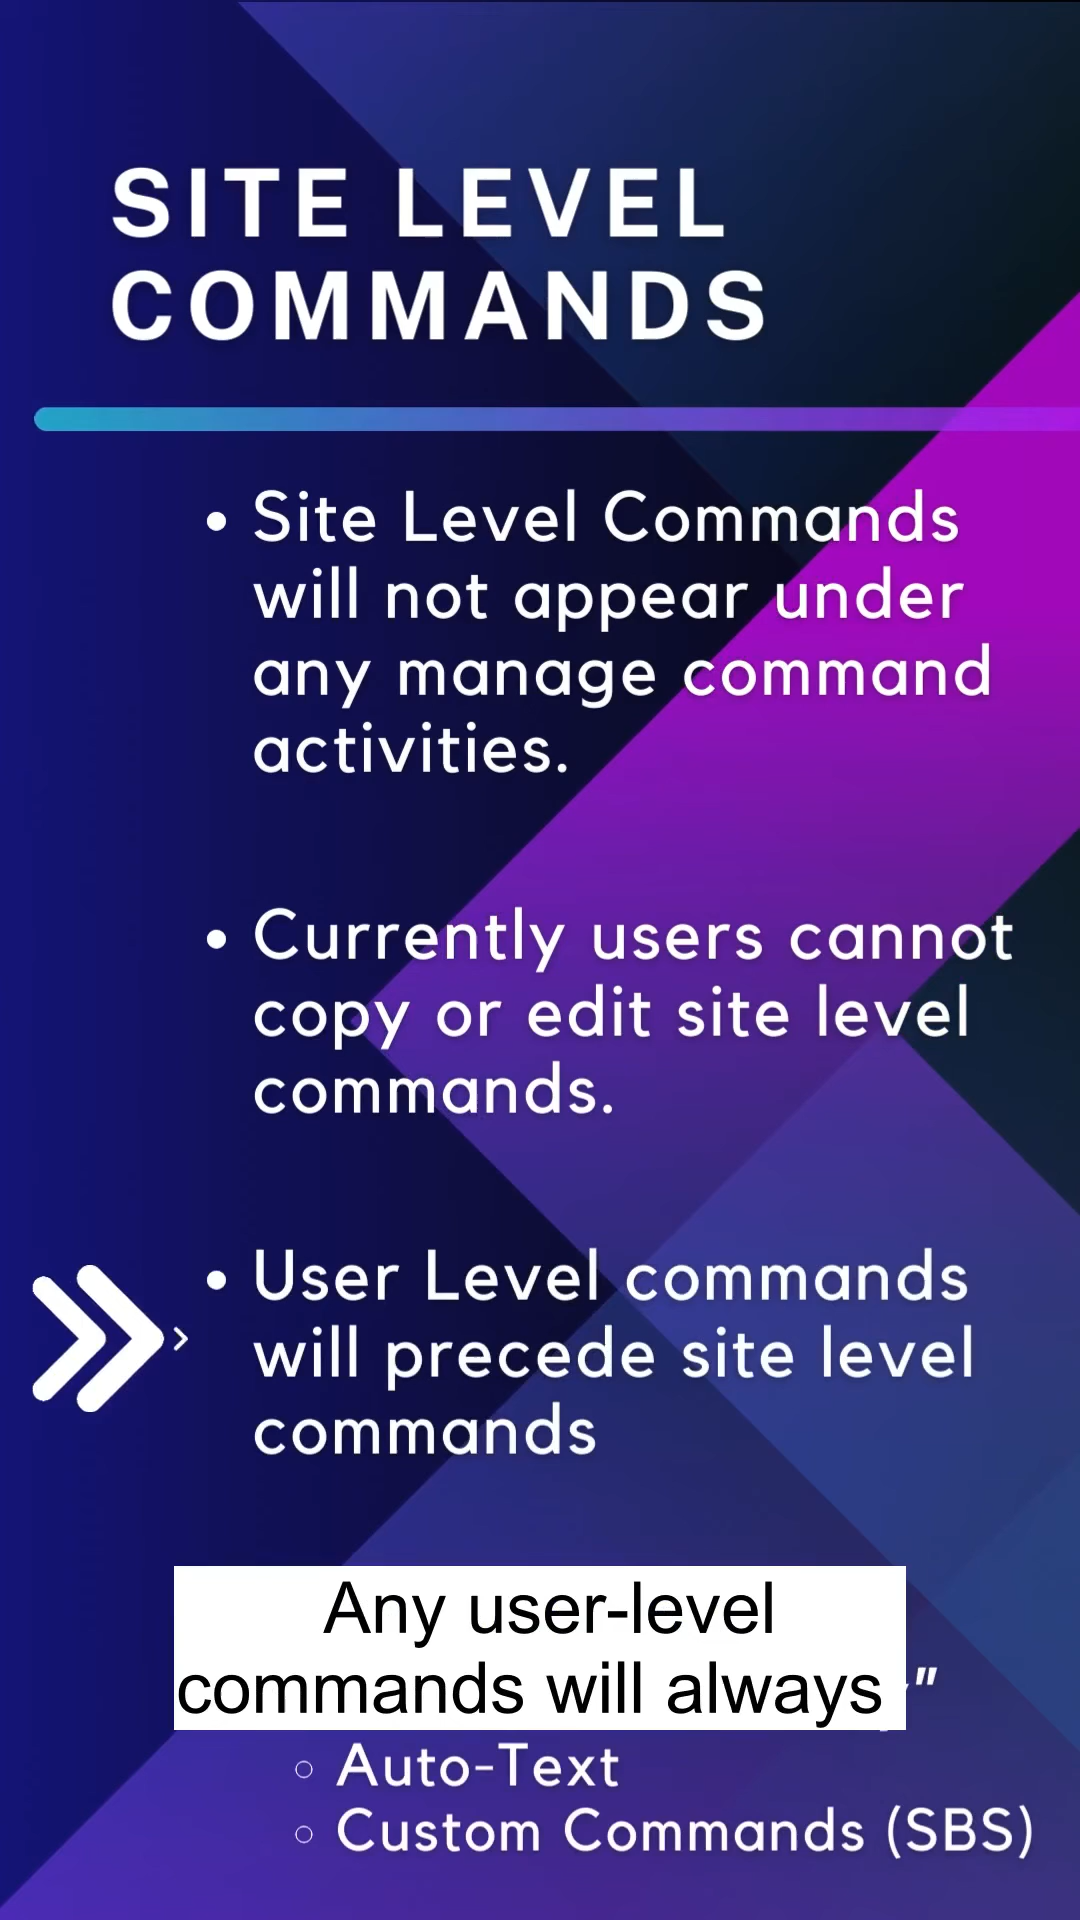 SITE LEVEL
COMMANDS
• Site Level Commands
will not appear under
any manage command
activities.
• Currently users cannot
copy or edit site level
commands.
• User Level commands
will precede site level
commands
Any user-level
commands will always
"
○ Auto-Text
○ Custom Commands (SBS)